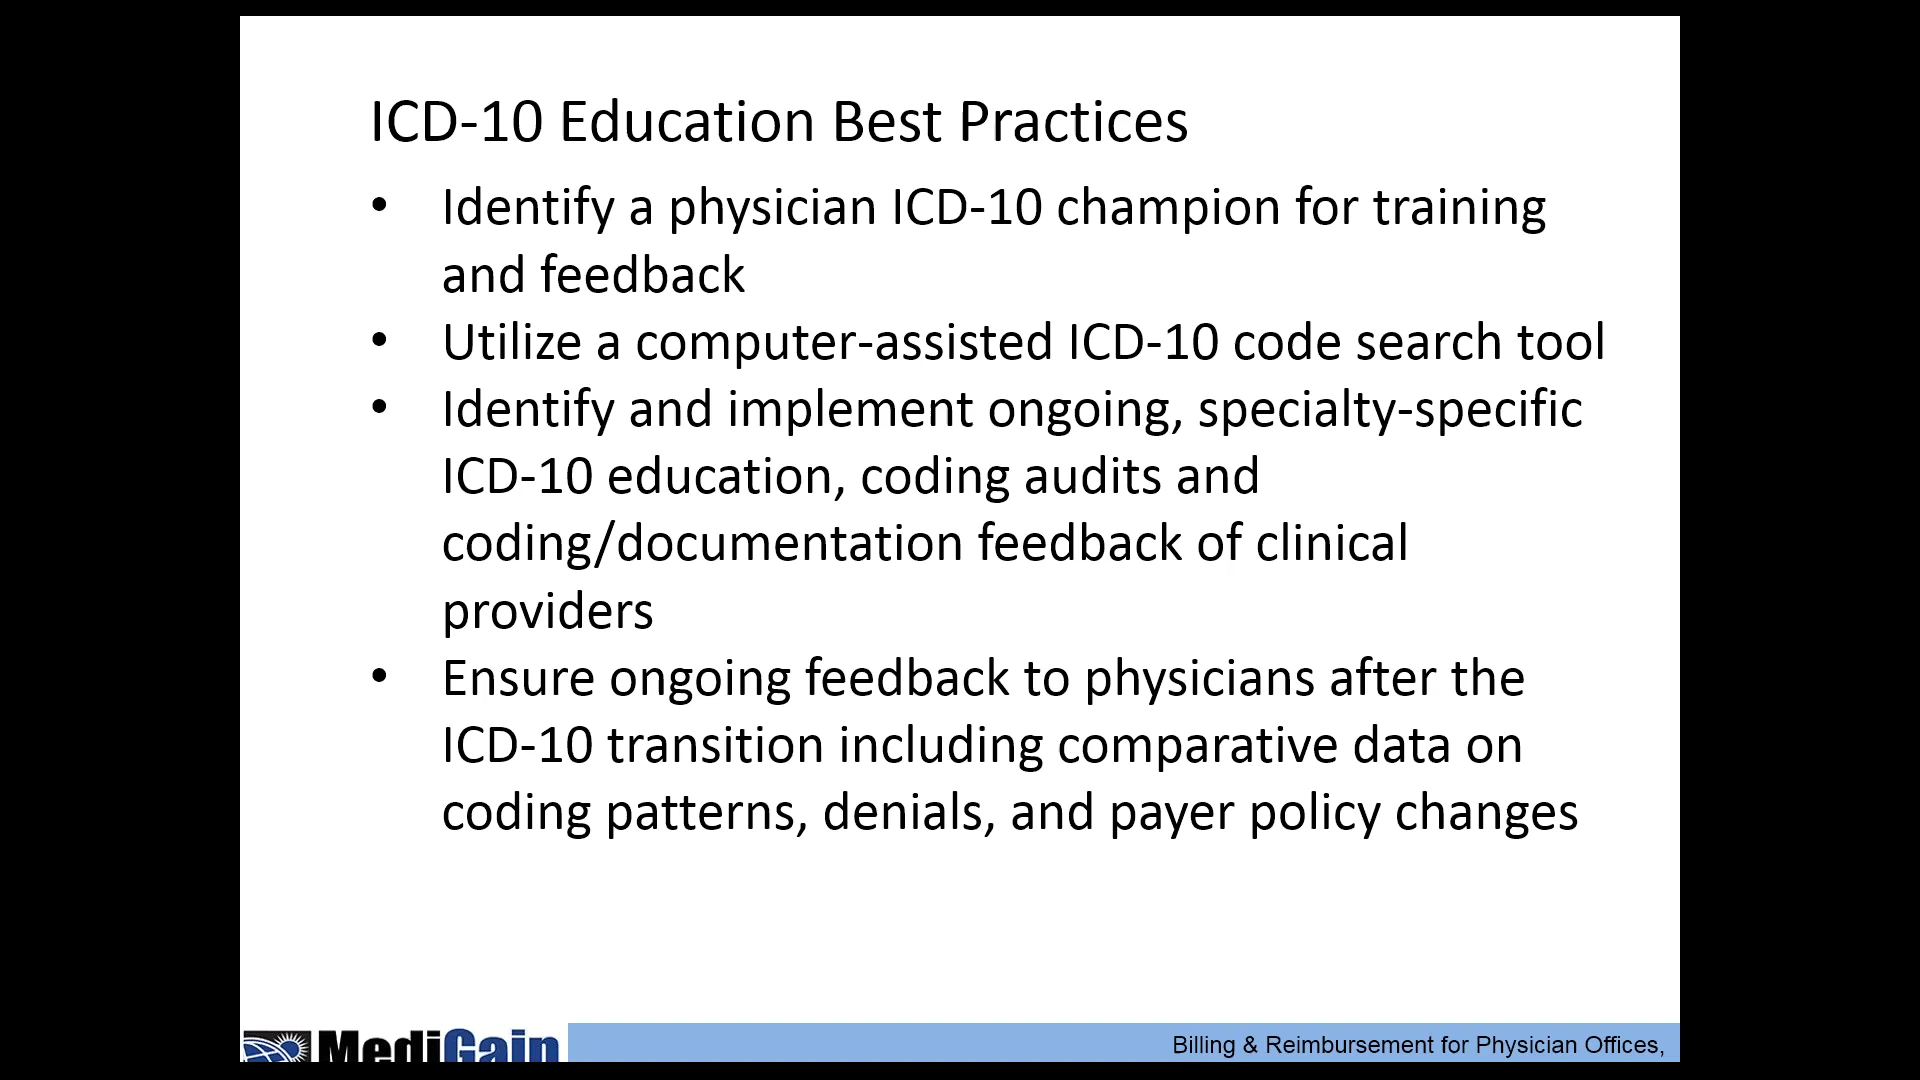 ICD-10 Education Best Practices
• Identify a physician ICD-10 champion for training
and feedback
• Utilize a computer-assisted ICD-10 code search tool
• Identify and implement ongoing, specialty-specific
ICD-10 education, coding audits and
coding/documentation feedback of clinical
providers
• Ensure ongoing feedback to physicians after the
ICD-10 transition including comparative data on
coding patterns, denials, and payer policy changes
MediGain
Billing & Reimbursement for Physician Offices,